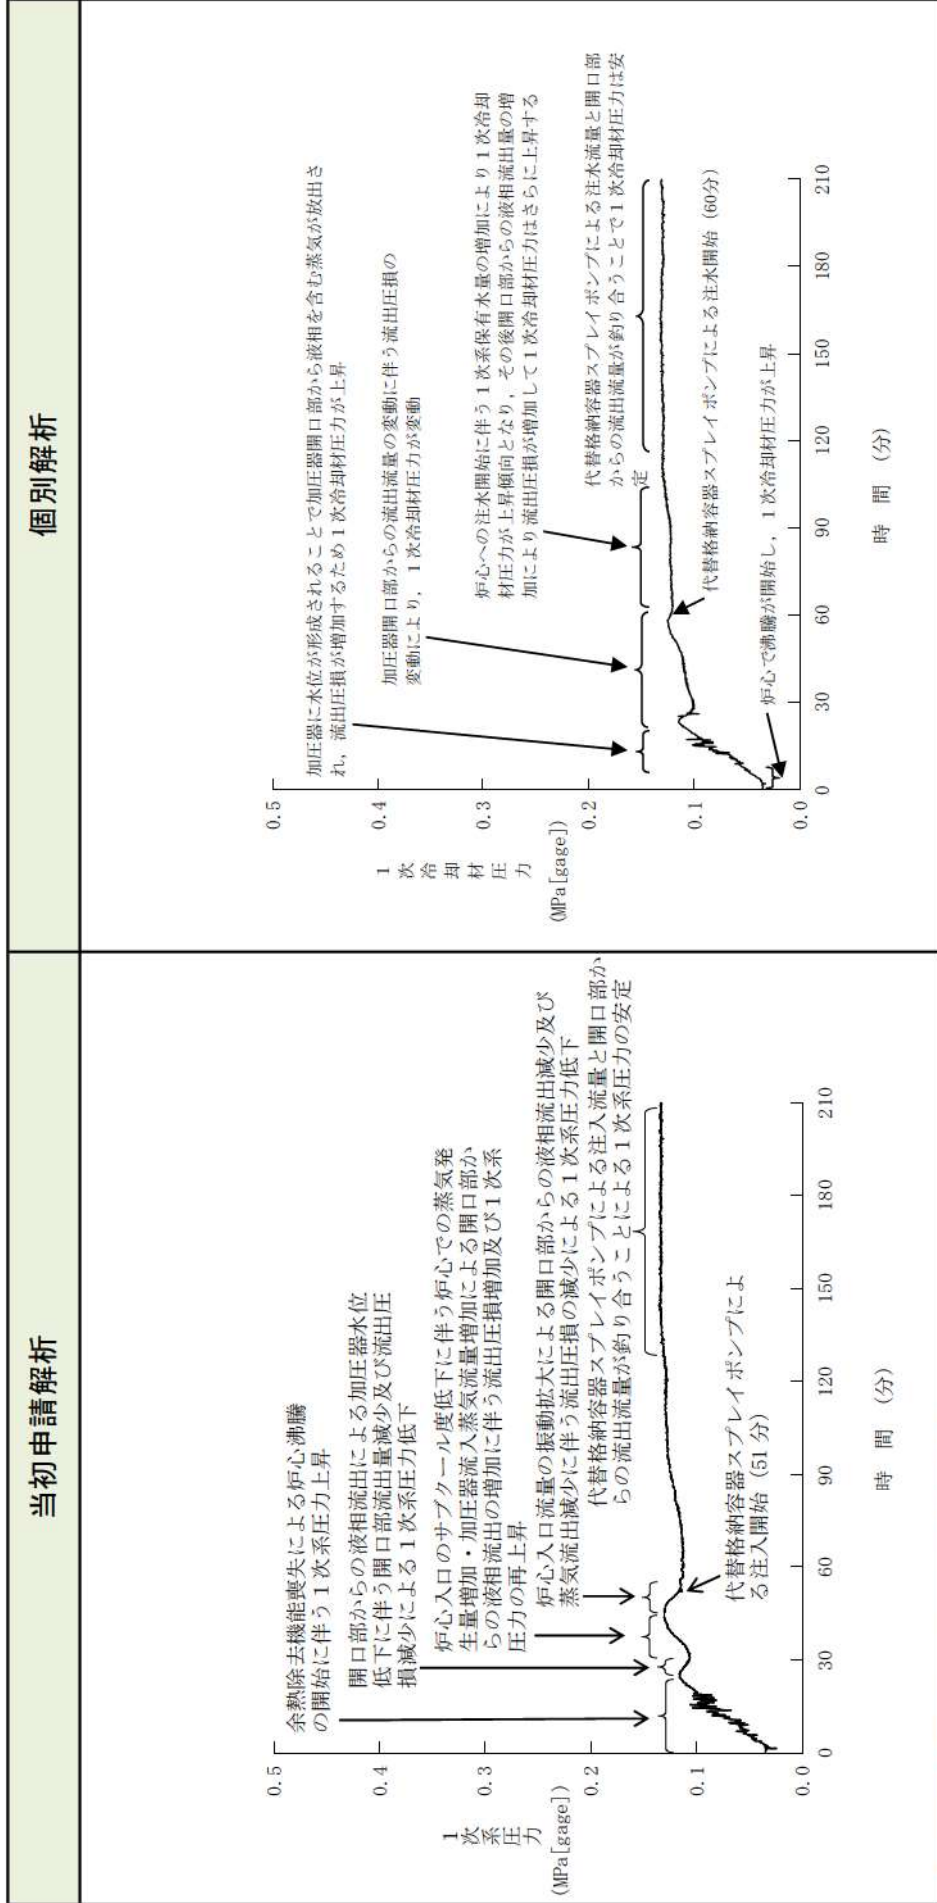 当初申請解析
余熱除去機能喪失による炉心沸騰
の開始に伴う1次系圧力上昇
開口部からの液相流出による加圧器水位
低下に伴う開口部流出量減少及び流出圧
損減少による1次系圧力低下
炉心入口のサブクール度低下に伴う炉心での蒸気発
生量増加・加圧器流入蒸気流量増加による開口部か
らの液相流出の増加に伴う流出圧損増加及び1次系
圧力の再上昇
炉心入口流量の振動拡大による開口部からの液相流出減少及び
蒸気流出減少に伴う流出圧損の減少による1次系圧力低下
代替格納容器スプレイポンプによる注入流量と開口部か
らの流出流量が釣り合うことによる1次系圧力の安定
代替格納容器スプレイポンプによ
る注入開始(51 分)
1次系圧力
(MPa[gage])
0.5
0.4
0.3
0.2
0.1
0.0
0 30 60 90 120 150 180 210
時 間 (分)
個別解析
加圧器に水位が形成されることで加圧器開口部から液相を含む蒸気が放出さ
れ,流出圧損が増加するため1次冷却材圧力が上昇
加圧器開口部からの流出流量の変動に伴う流出圧損の
変動により,1次冷却材圧力が変動
炉心への注水開始に伴う1次系保有水量の増加により1次冷却
材圧力が上昇傾向となり,その後開口部からの液相流出量の増
加により流出圧損が増加して1次冷却材圧力はさらに上昇する
代替格納容器スプレイポンプによる注水流量と開口部
からの流出流量が釣り合うことで1次冷却材圧力は安
定
代替格納容器スプレイポンプによる注水開始(60分)
炉心で沸騰が開始し,1次冷却材圧力が上昇
1次冷却材圧力
(MPa[gage])
0.5
0.4
0.3
0.2
0.1
0.0
0 30 60 90 120 150 180 210
時 間 (分)